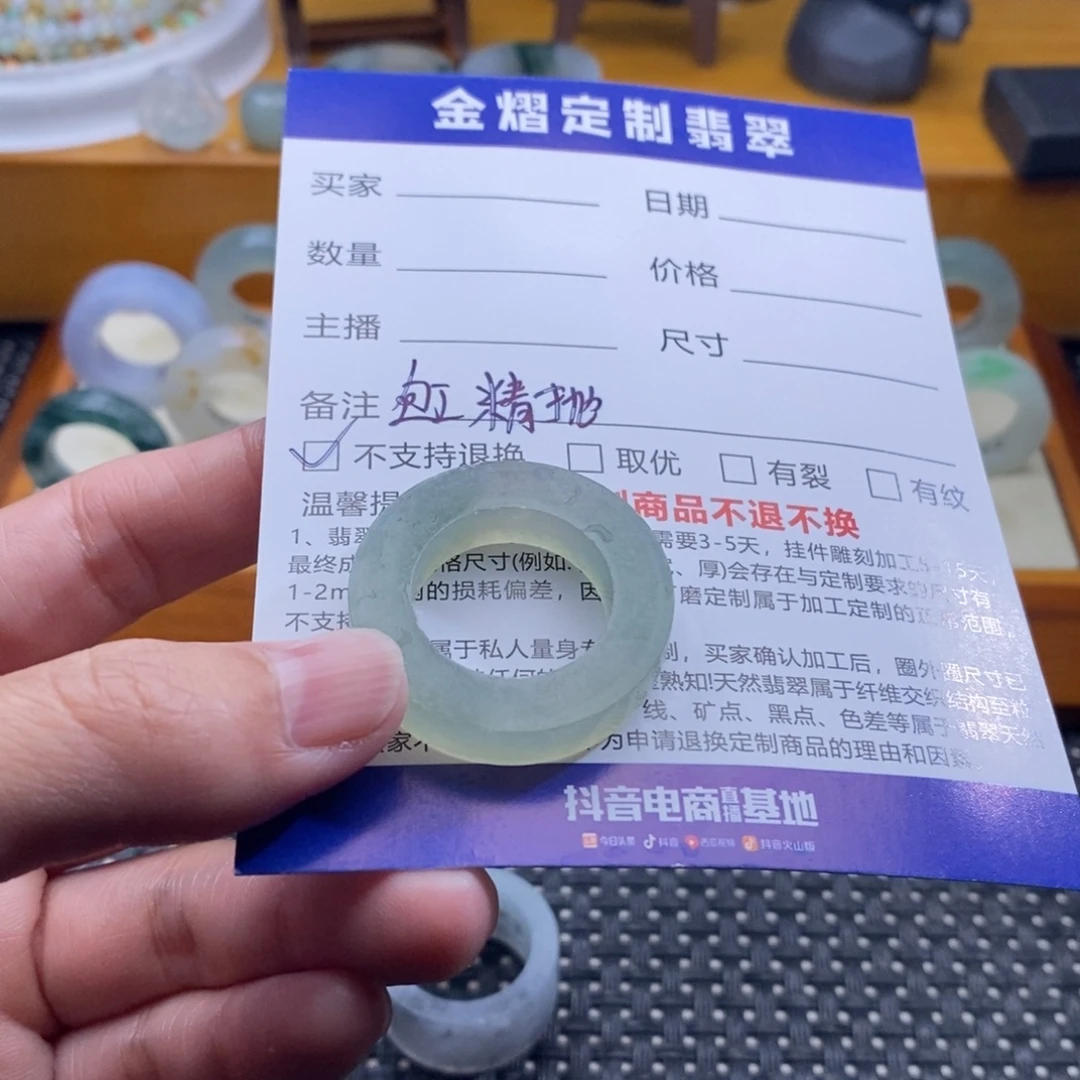 金熠定制翡翠
买家 日期
数量 价格
主播 尺寸
备注 精抛
不支持退换 取优 有裂 有纹
温馨提 商品不退不换
1、翡翠 需要3-5天，挂件雕刻加工
最终成 格尺寸(例如 、厚)会存在与定制要求的尺寸有
1-2m 的损耗偏差，因 磨定制属于加工定制的 范围
不支持
属于私人量身 制，买家确认加工后，圈外圈尺寸已
熟知!天然翡翠属于纤维交织结构至粒
线、矿点、黑点、色差等属于翡翠天然
家不 为申请退换定制商品的理由和因素
抖音电商直播基地
今日头条 抖音 西瓜视频 抖音火山版